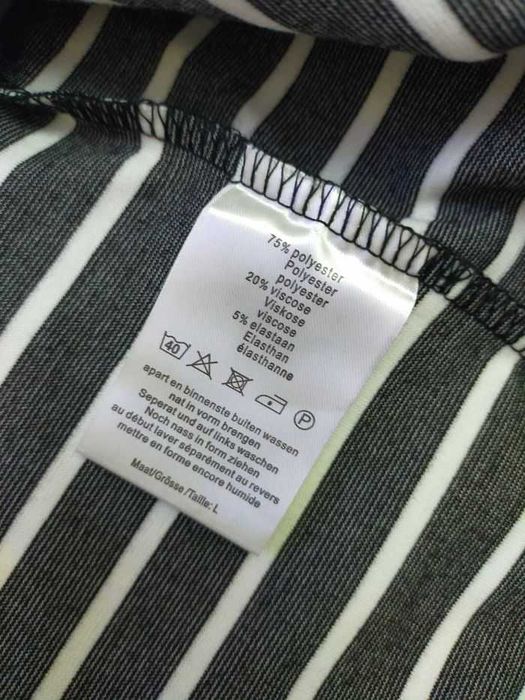 75% polyester
Polyester
polyester
20% viscose
Viskose
viscose
5% elastaan
Elasthan
élasthanne
40
P
apart en binnenste buiten wassen
nat in vorm brengen
Seperat und auf links waschen
Noch nass in form ziehen
au début laver séparément au revers
mettre en forme encore humide
Maat/Grösse/Taille: L